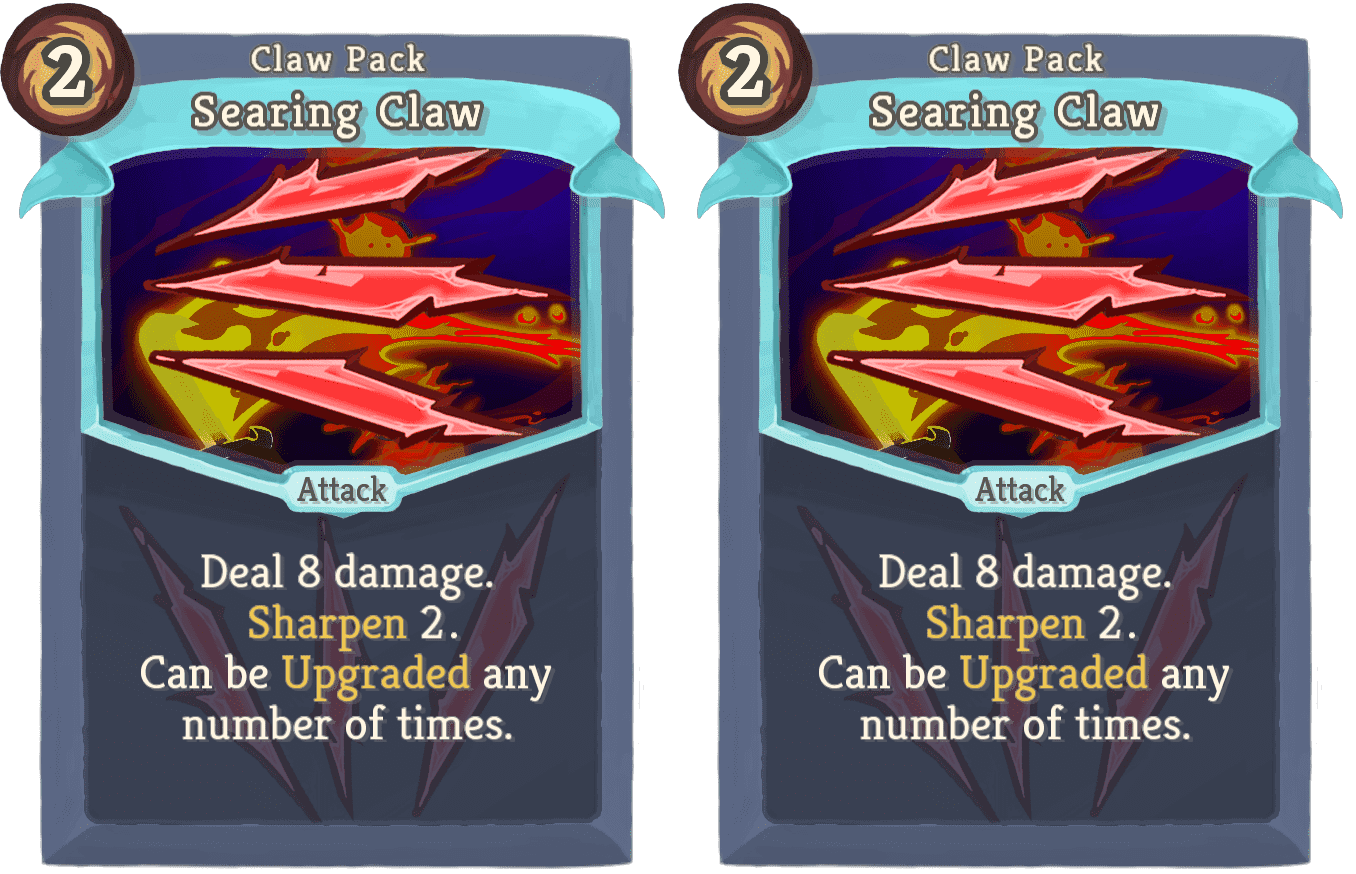 2
Claw Pack
Searing Claw
Attack
Deal 8 damage.
Sharpen 2.
Can be Upgraded any
number of times.
2
Claw Pack
Searing Claw
Attack
Deal 8 damage.
Sharpen 2.
Can be Upgraded any
number of times.